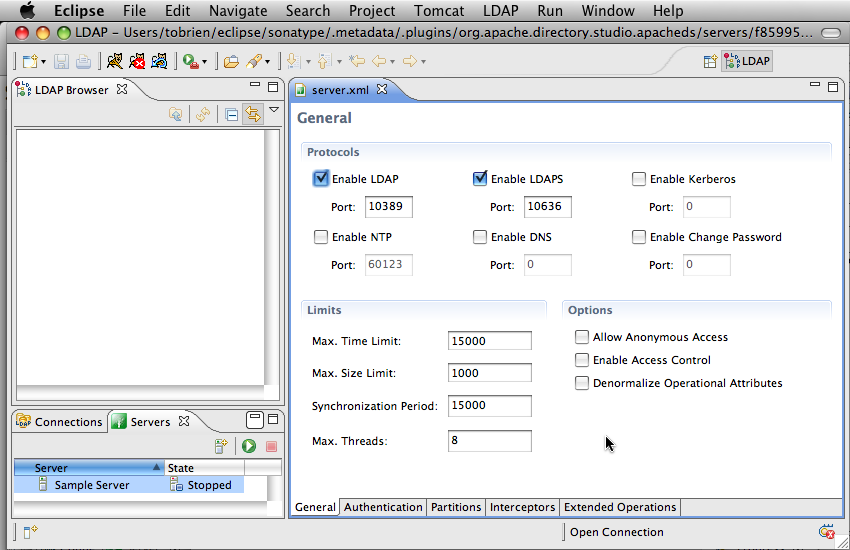 Eclipse File Edit Navigate Search Project Tomcat LDAP Run Window Help
LDAP - Users/tobrien/eclipse/sonatype/.metadata/.plugins/org.apache.directory.studio.apacheds/servers/f85995...
LDAP
LDAP Browser
server.xml
General
Protocols
Enable LDAP Enable LDAPS Enable Kerberos
Port: 10389 Port: 10636 Port: 0
Enable NTP Enable DNS Enable Change Password
Port: 60123 Port: 0 Port: 0
Limits
Max. Time Limit: 15000
Max. Size Limit: 1000
Synchronization Period: 15000
Max. Threads: 8
Options
Allow Anonymous Access
Enable Access Control
Denormalize Operational Attributes
Connections Servers
Server State
Sample Server Stopped
General Authentication Partitions Interceptors Extended Operations
Open Connection